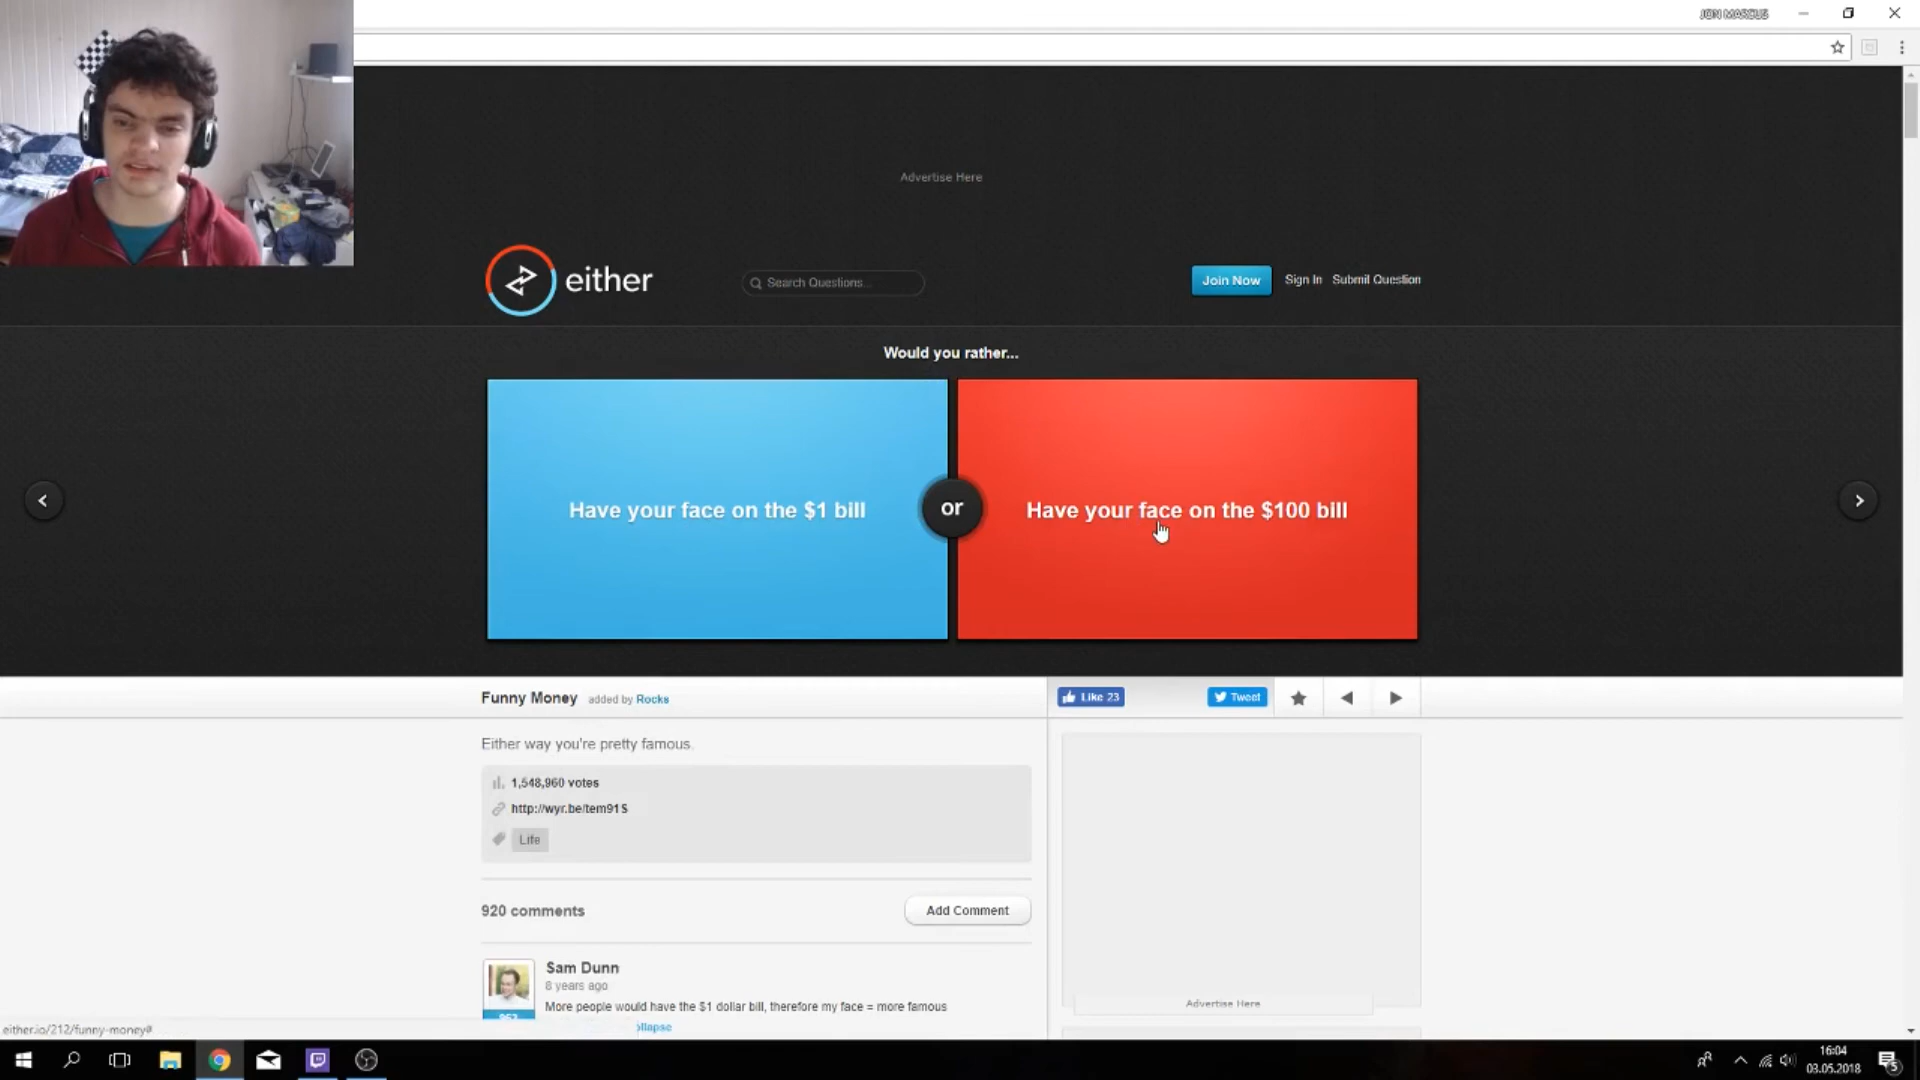 JON MARCUS
Advertise Here
either
Search Questions...
Join Now
Sign In
Submit Question
Would you rather...
Have your face on the $1 bill
or
Have your face on the $100 bill
Funny Money
added by Rocks
Like 23
Tweet
Either way you're pretty famous.
1,548,960 votes
http://wyr.be/tem91S
Life
920 comments
Add Comment
Sam Dunn
8 years ago
More people would have the $1 dollar bill, therefore my face = more famous
ollapse
Advertise Here
either.io/212/funny-money#
16:04
03.05.2018
5